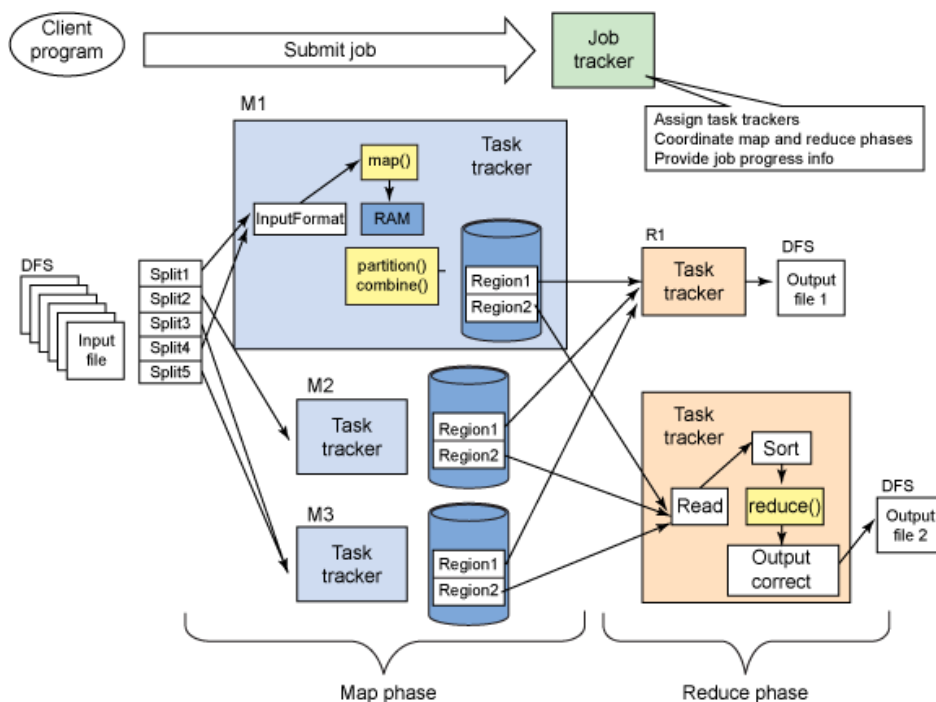 Client
program
Submit job
Job
tracker
Assign task trackers
Coordinate map and reduce phases
Provide job progress info
M1
Task
tracker
map()
InputFormat
RAM
partition()
combine()
Region1
Region2
DFS
Input
file
Split1
Split2
Split3
Split4
Split5
R1
Task
tracker
DFS
Output
file 1
M2
Task
tracker
Region1
Region2
M3
Task
tracker
Region1
Region2
Task
tracker
Sort
Read
reduce()
Output
correct
DFS
Output
file 2
Map phase
Reduce phase